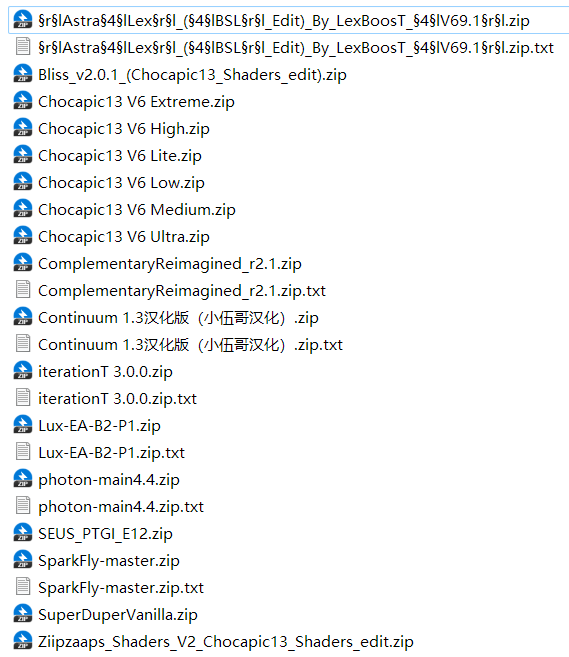 §r§lAstra§4§lLex§r§l_(§4§lBSL§r§l_Edit)_By_LexBoosT_§4§lV69.1§r§l.zip
§r§lAstra§4§lLex§r§l_(§4§lBSL§r§l_Edit)_By_LexBoosT_§4§lV69.1§r§l.zip.txt
Bliss_v2.0.1_(Chocapic13_Shaders_edit).zip
Chocapic13 V6 Extreme.zip
Chocapic13 V6 High.zip
Chocapic13 V6 Lite.zip
Chocapic13 V6 Low.zip
Chocapic13 V6 Medium.zip
Chocapic13 V6 Ultra.zip
ComplementaryReimagined_r2.1.zip
ComplementaryReimagined_r2.1.zip.txt
Continuum 1.3汉化版（小伍哥汉化）.zip
Continuum 1.3汉化版（小伍哥汉化）.zip.txt
iterationT 3.0.0.zip
iterationT 3.0.0.zip.txt
Lux-EA-B2-P1.zip
Lux-EA-B2-P1.zip.txt
photon-main4.4.zip
photon-main4.4.zip.txt
SEUS_PTGI_E12.zip
SparkFly-master.zip
SparkFly-master.zip.txt
SuperDuperVanilla.zip
Ziipzaaps_Shaders_V2_Chocapic13_Shaders_edit.zip